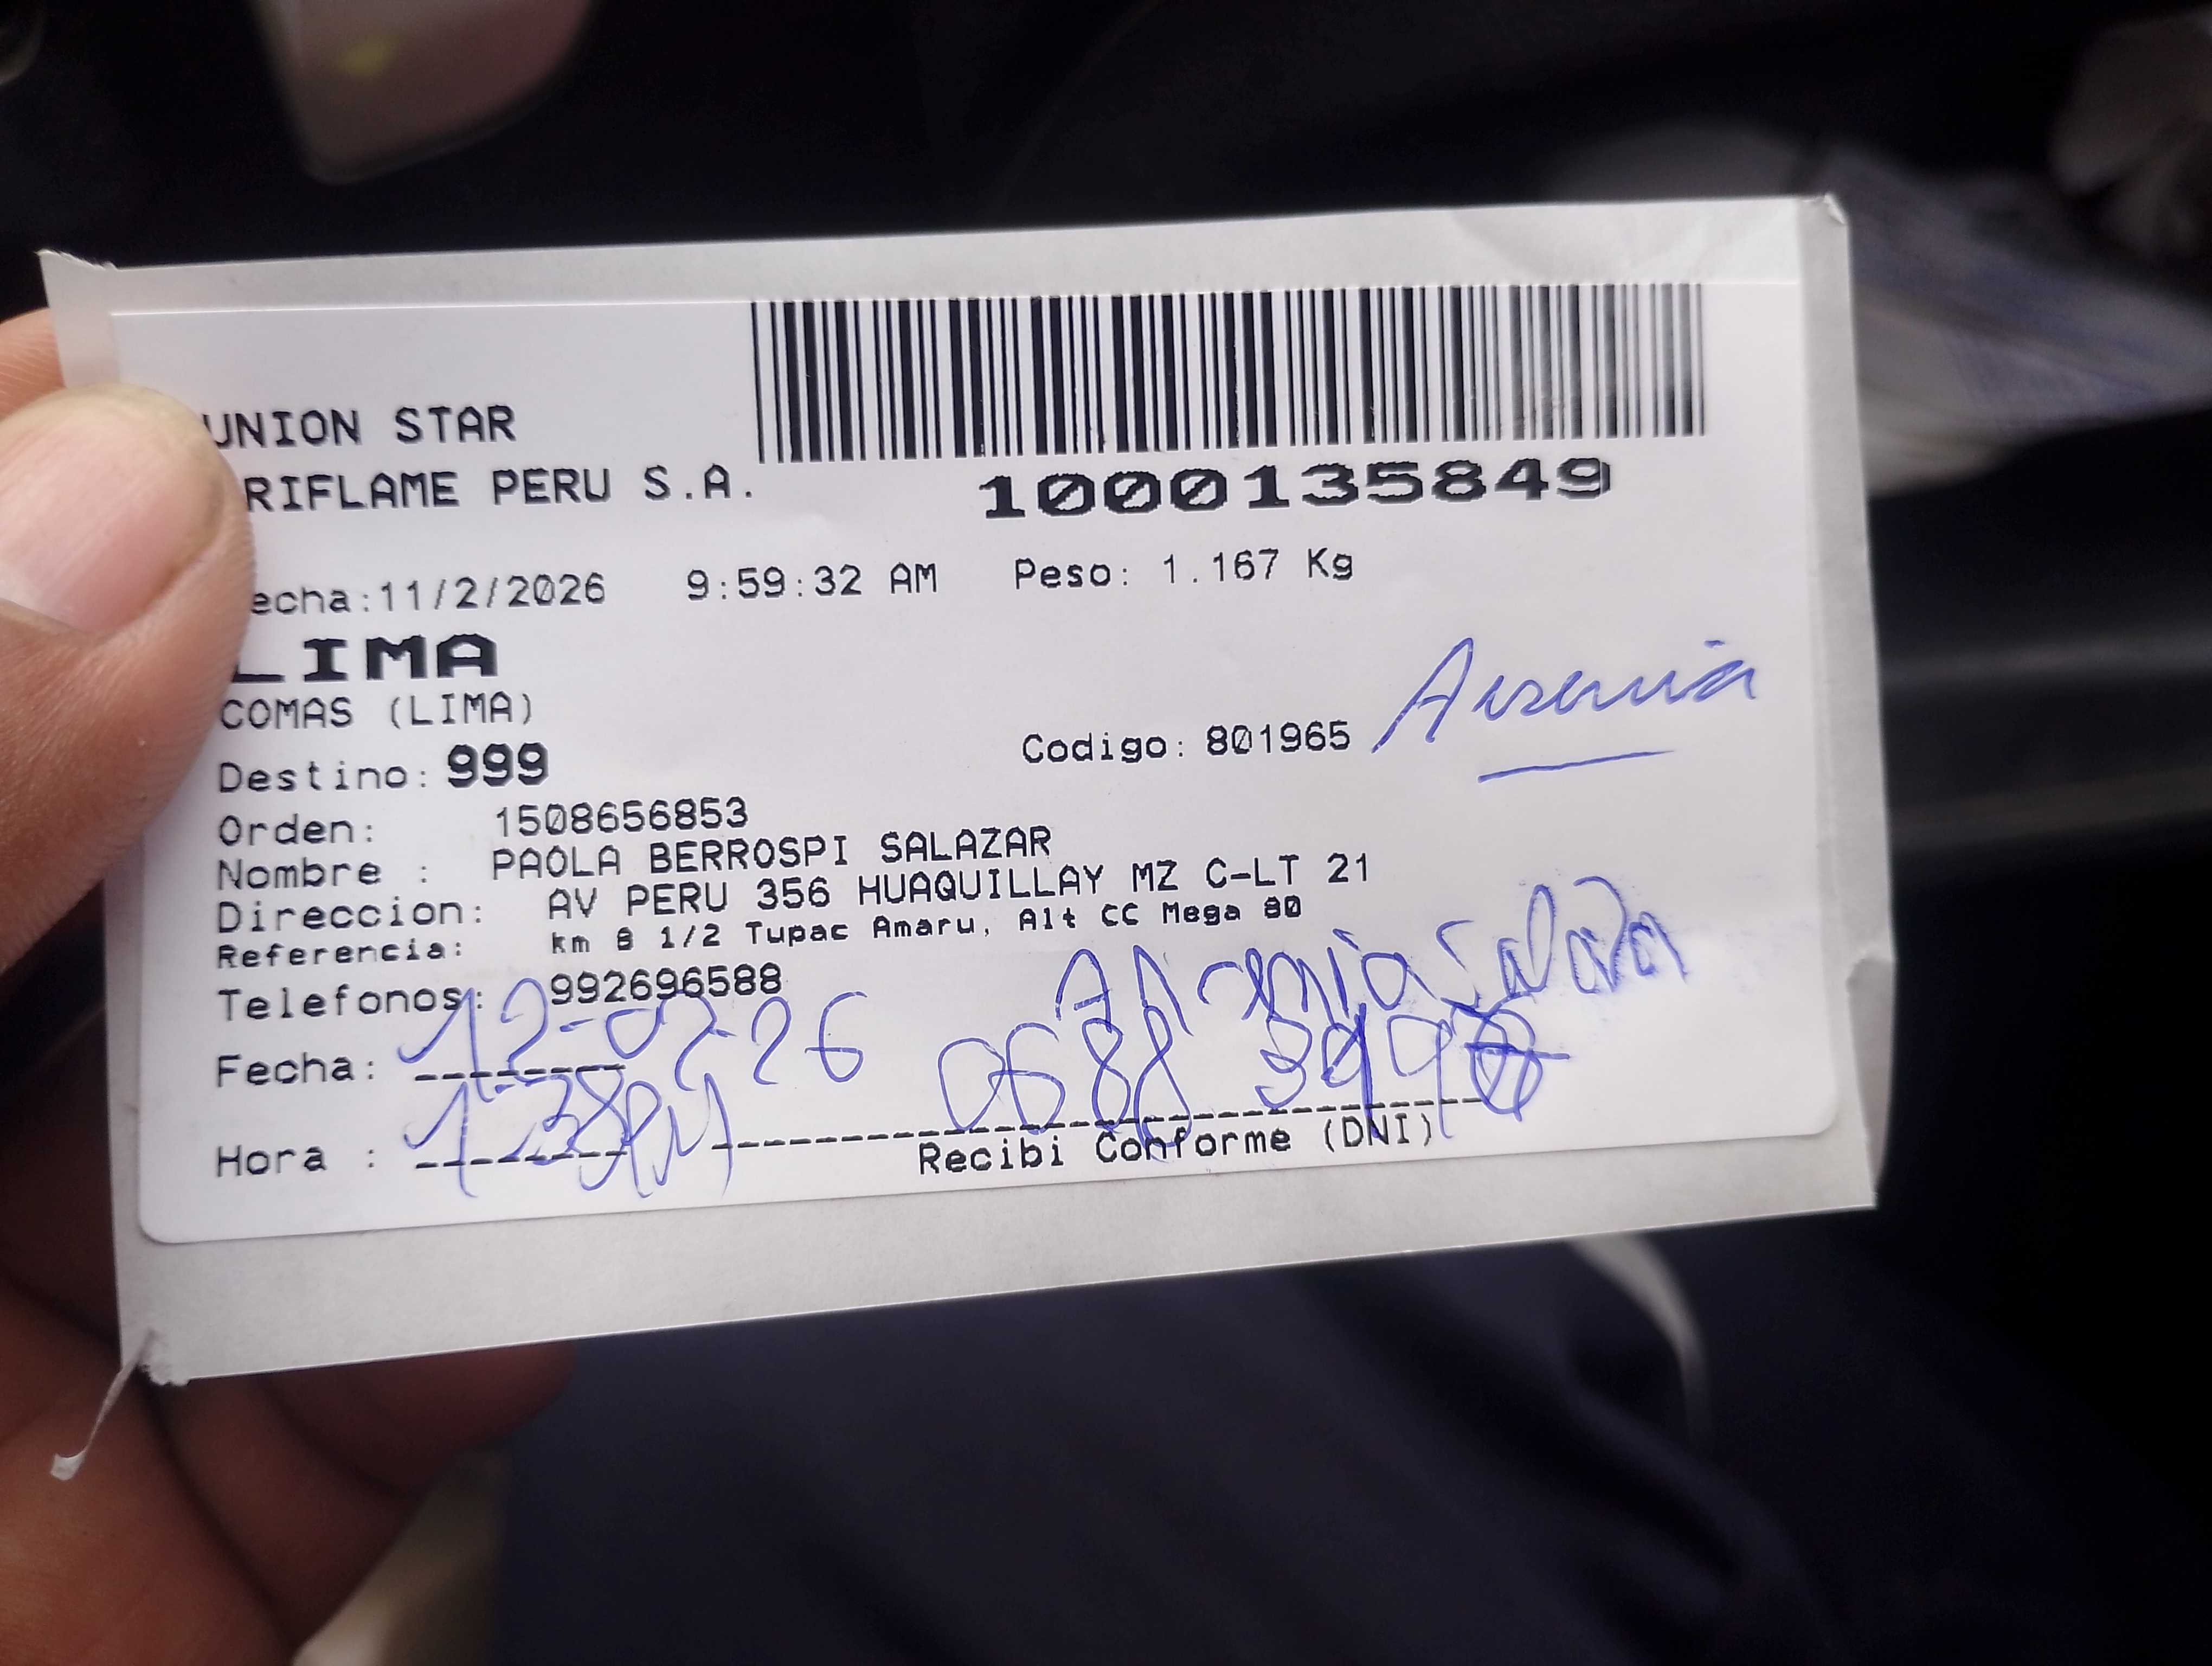 UNION STAR
RIFLAME PERU S.A.
1000135849
echa:11/2/2026 9:59:32 AM Peso: 1.167 Kg
LIMA
COMAS (LIMA)
Destino: 999 Codigo: 801965
Orden: 1508656853
Nombre : PAOLA BERROSPI SALAZAR
Direccion: AV PERU 356 HUAQUILLAY MZ C-LT 21
Referencia: km 8 1/2 Tupac Amaru, Alt CC Mega 80
Telefonos: 992696588
Fecha: 12-02-26
Hora : 1-38PM
Recibi Conforme (DNI)